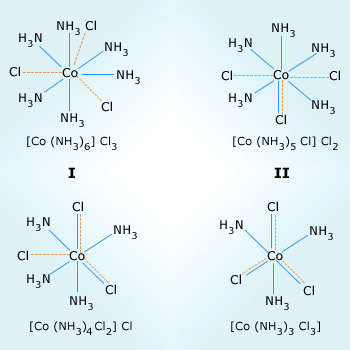 NH₃ Cl
H₃N NH₃
Cl Co NH₃
H₃N Cl
NH₃
[Co (NH₃)₆] Cl₃
I
NH₃
H₃N NH₃
Cl Co Cl
H₃N NH₃
Cl
[Co (NH₃)₅ Cl] Cl₂
II
Cl
H₃N NH₃
Cl Co
H₃N Cl
NH₃
[Co (NH₃)₄ Cl₂] Cl
Cl
H₃N NH₃
Co
Cl Cl
NH₃
[Co (NH₃)₃ Cl₃]